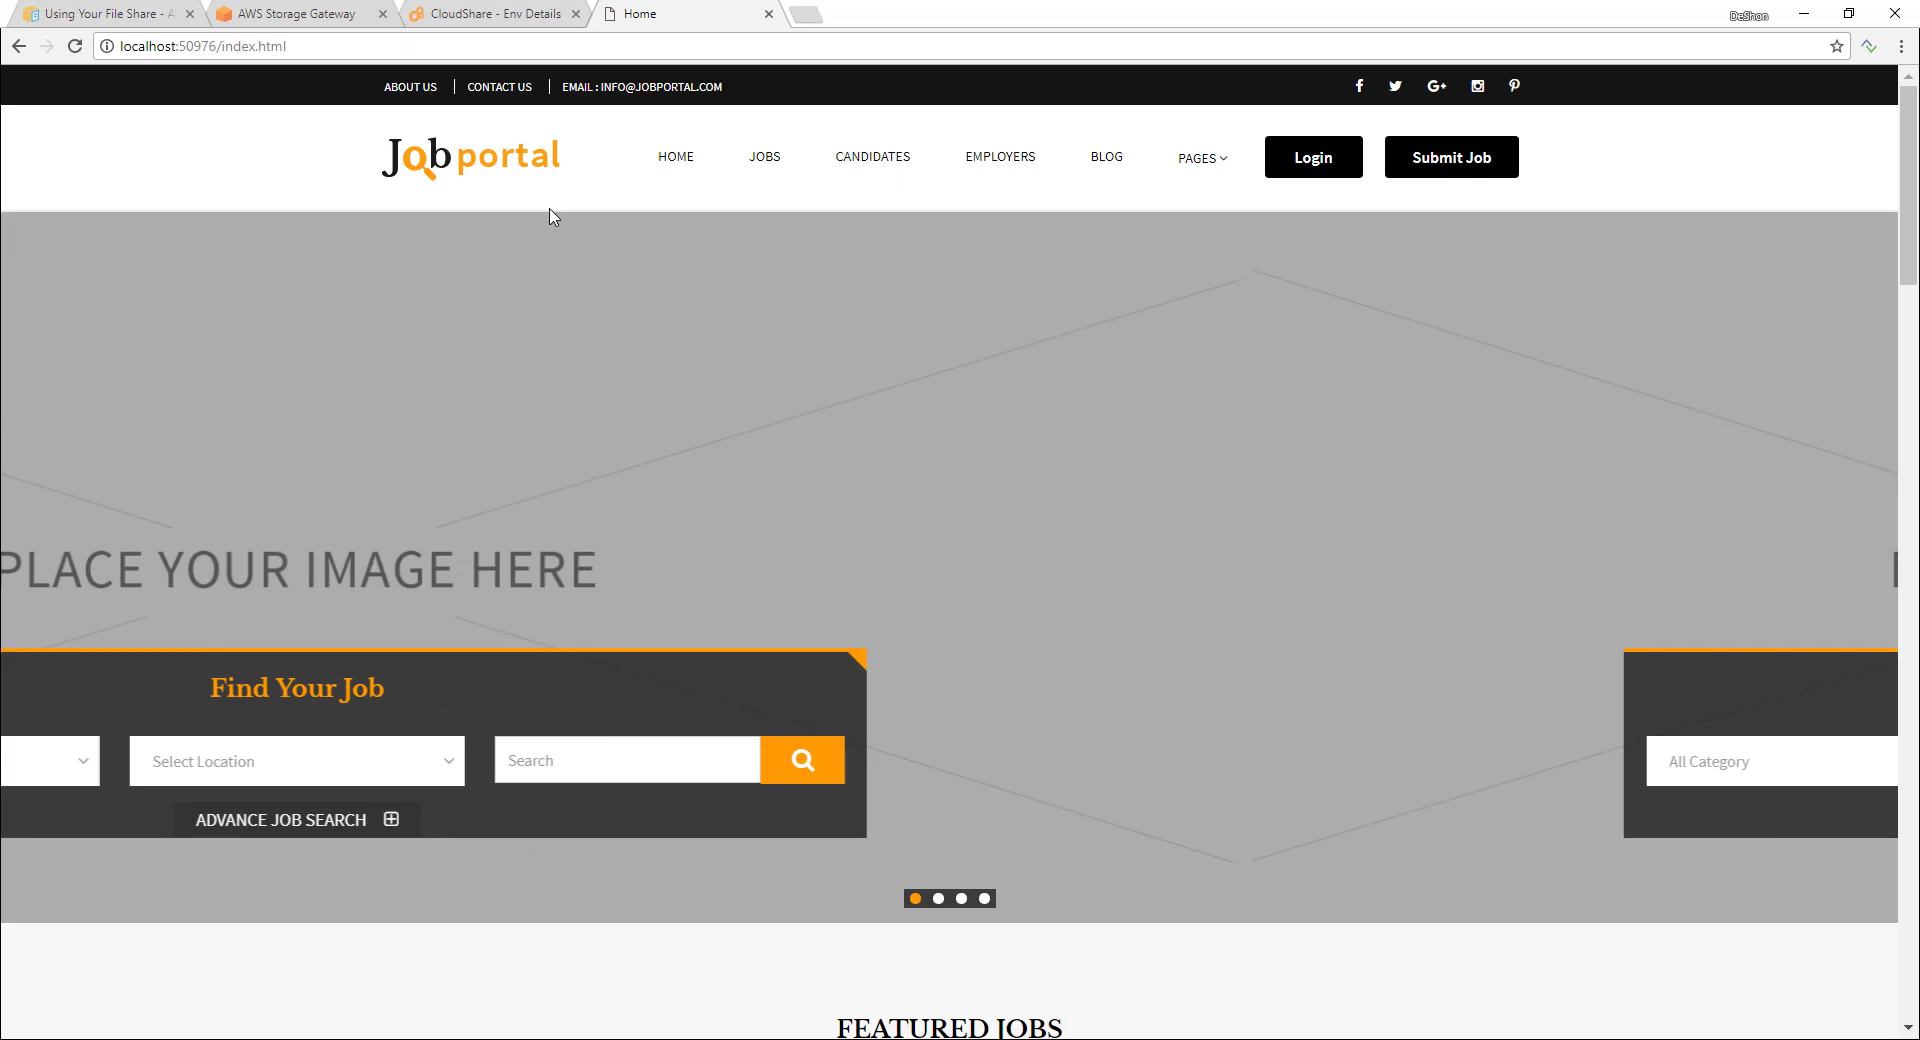 Using Your File Share - A
AWS Storage Gateway
CloudShare - Env Details
Home
DeShon
localhost:50976/index.html
ABOUT US
CONTACT US
EMAIL : INFO@JOBPORTAL.COM
Job portal
HOME
JOBS
CANDIDATES
EMPLOYERS
BLOG
PAGES
Login
Submit Job
PLACE YOUR IMAGE HERE
Find Your Job
Select Location
Search
All Category
ADVANCE JOB SEARCH
FEATURED JOBS